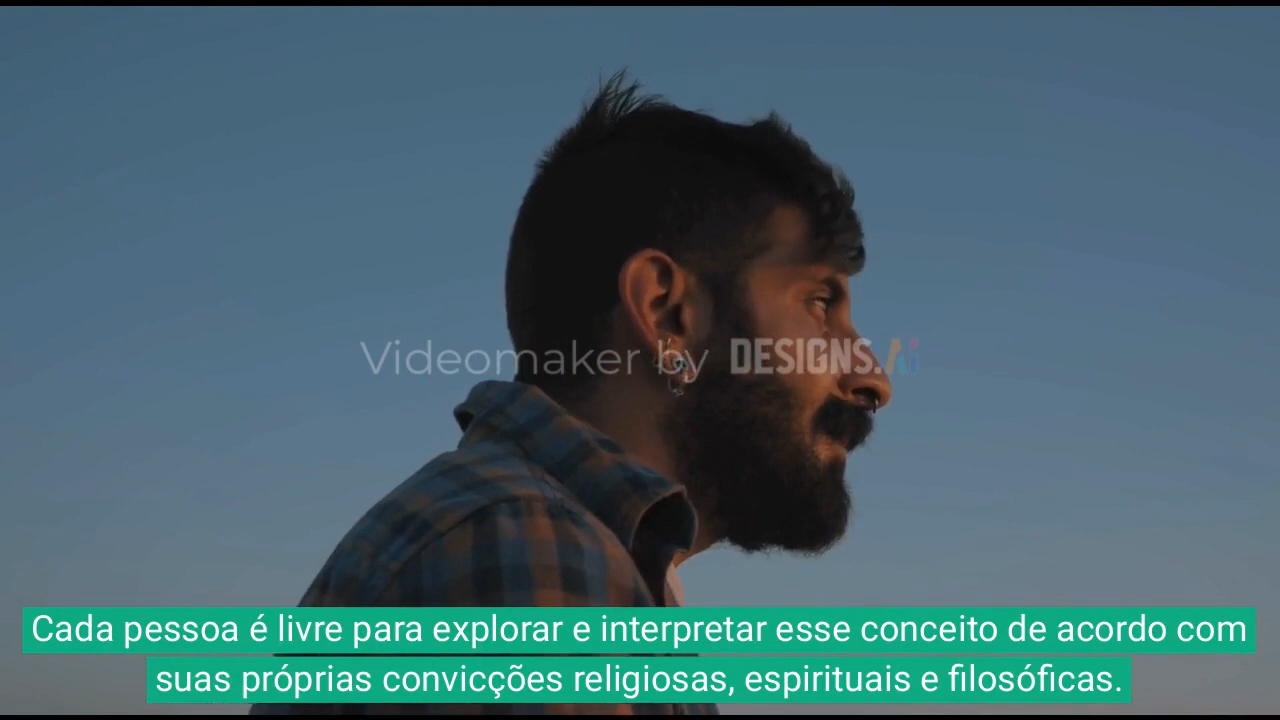 Videomaker by DESIGNS.Ai
Cada pessoa é livre para explorar e interpretar esse conceito de acordo com
suas próprias convicções religiosas, espirituais e filosóficas.